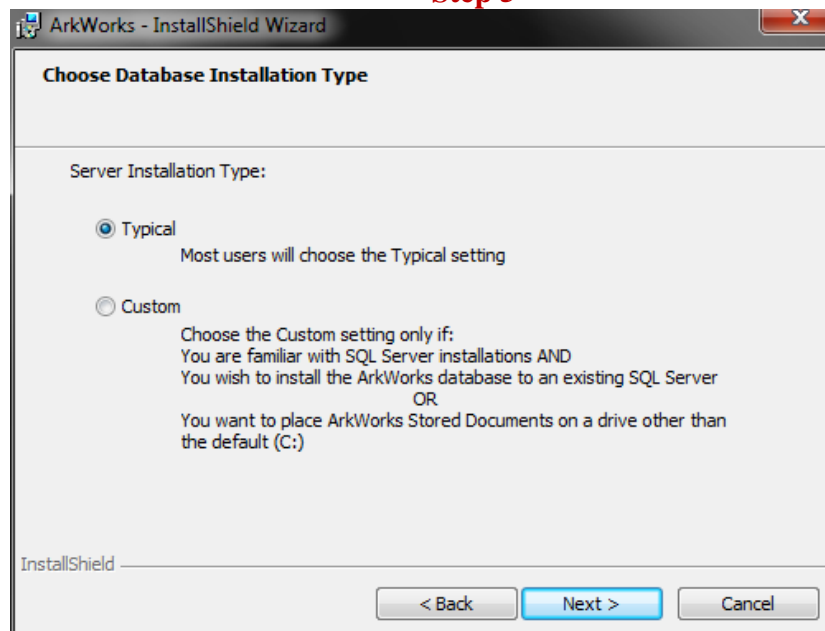 ArkWorks - InstallShield Wizard
Choose Database Installation Type
Server Installation Type:
Typical
Most users will choose the Typical setting
Custom
Choose the Custom setting only if:
You are familiar with SQL Server installations AND
You wish to install the ArkWorks database to an existing SQL Server
OR
You want to place ArkWorks Stored Documents on a drive other than
the default (C:)
InstallShield
< Back Next > Cancel